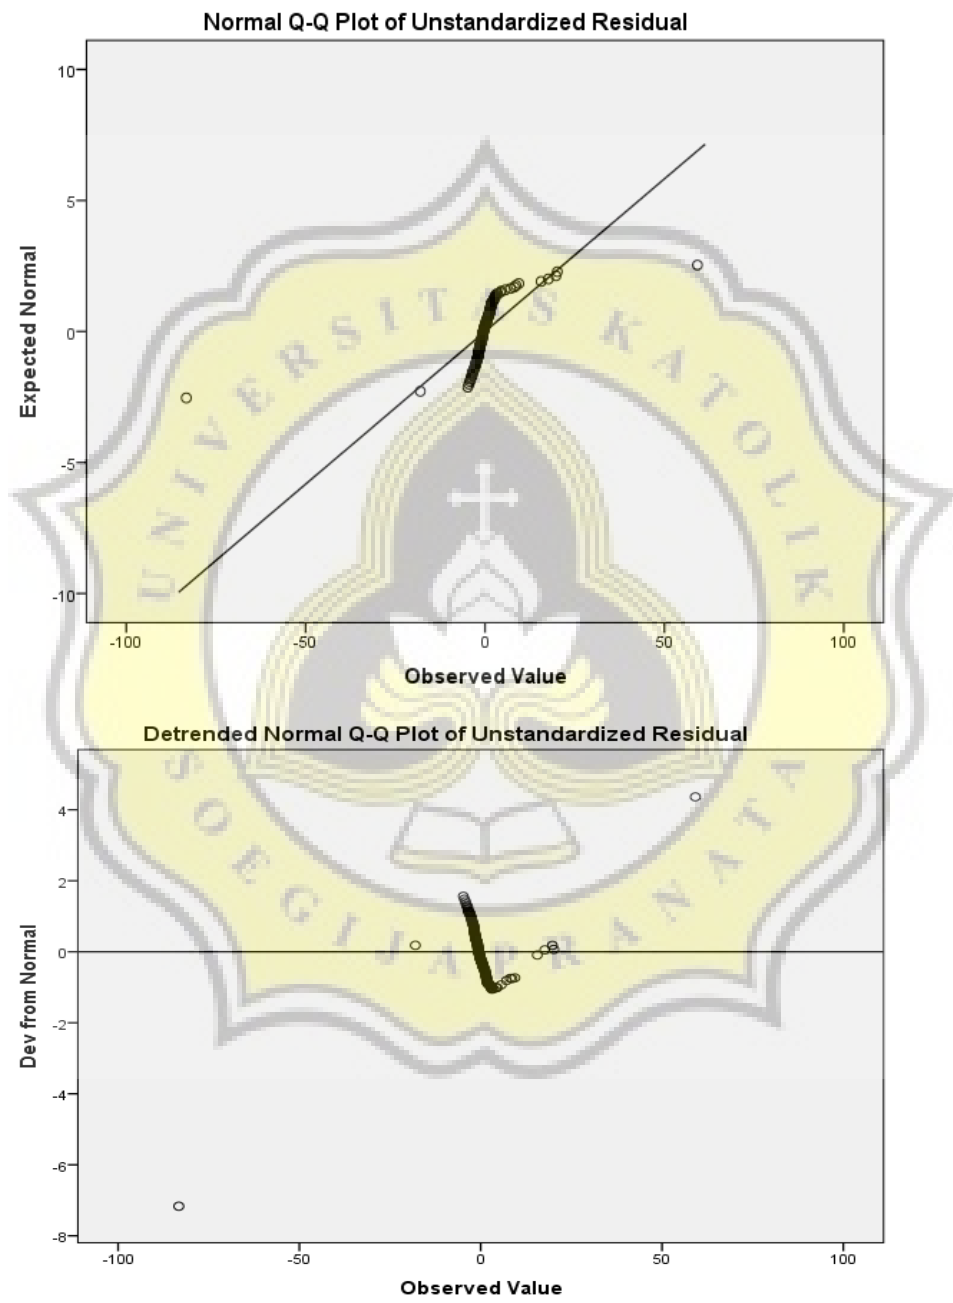 Normal Q-Q Plot of Unstandardized Residual
10
5
0
-5
-10
Expected Normal
-100
-50
0
50
100
Observed Value
UNIVERSITAS KATOLIK
SOEGIJAPRANATA
Detrended Normal Q-Q Plot of Unstandardized Residual
4
2
0
-2
-4
-6
-8
Dev from Normal
-100
-50
0
50
100
Observed Value